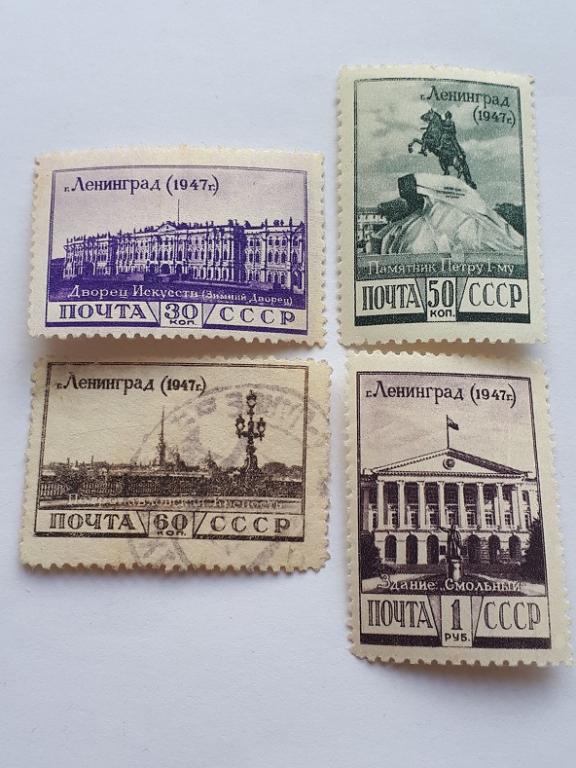 г. Ленинград (1947г.)
Дворец Искусств (Зимний Дворец)
ПОЧТА 30 КОП. СССР
г. Ленинград
(1947г.)
Памятник Петру I-му
ПОЧТА 50 КОП. СССР
г. Ленинград (1947г.)
Крепость
ПОЧТА 60 КОП. СССР
г. Ленинград (1947г.)
Здание „Смольный"
ПОЧТА 1 РУБ. СССР